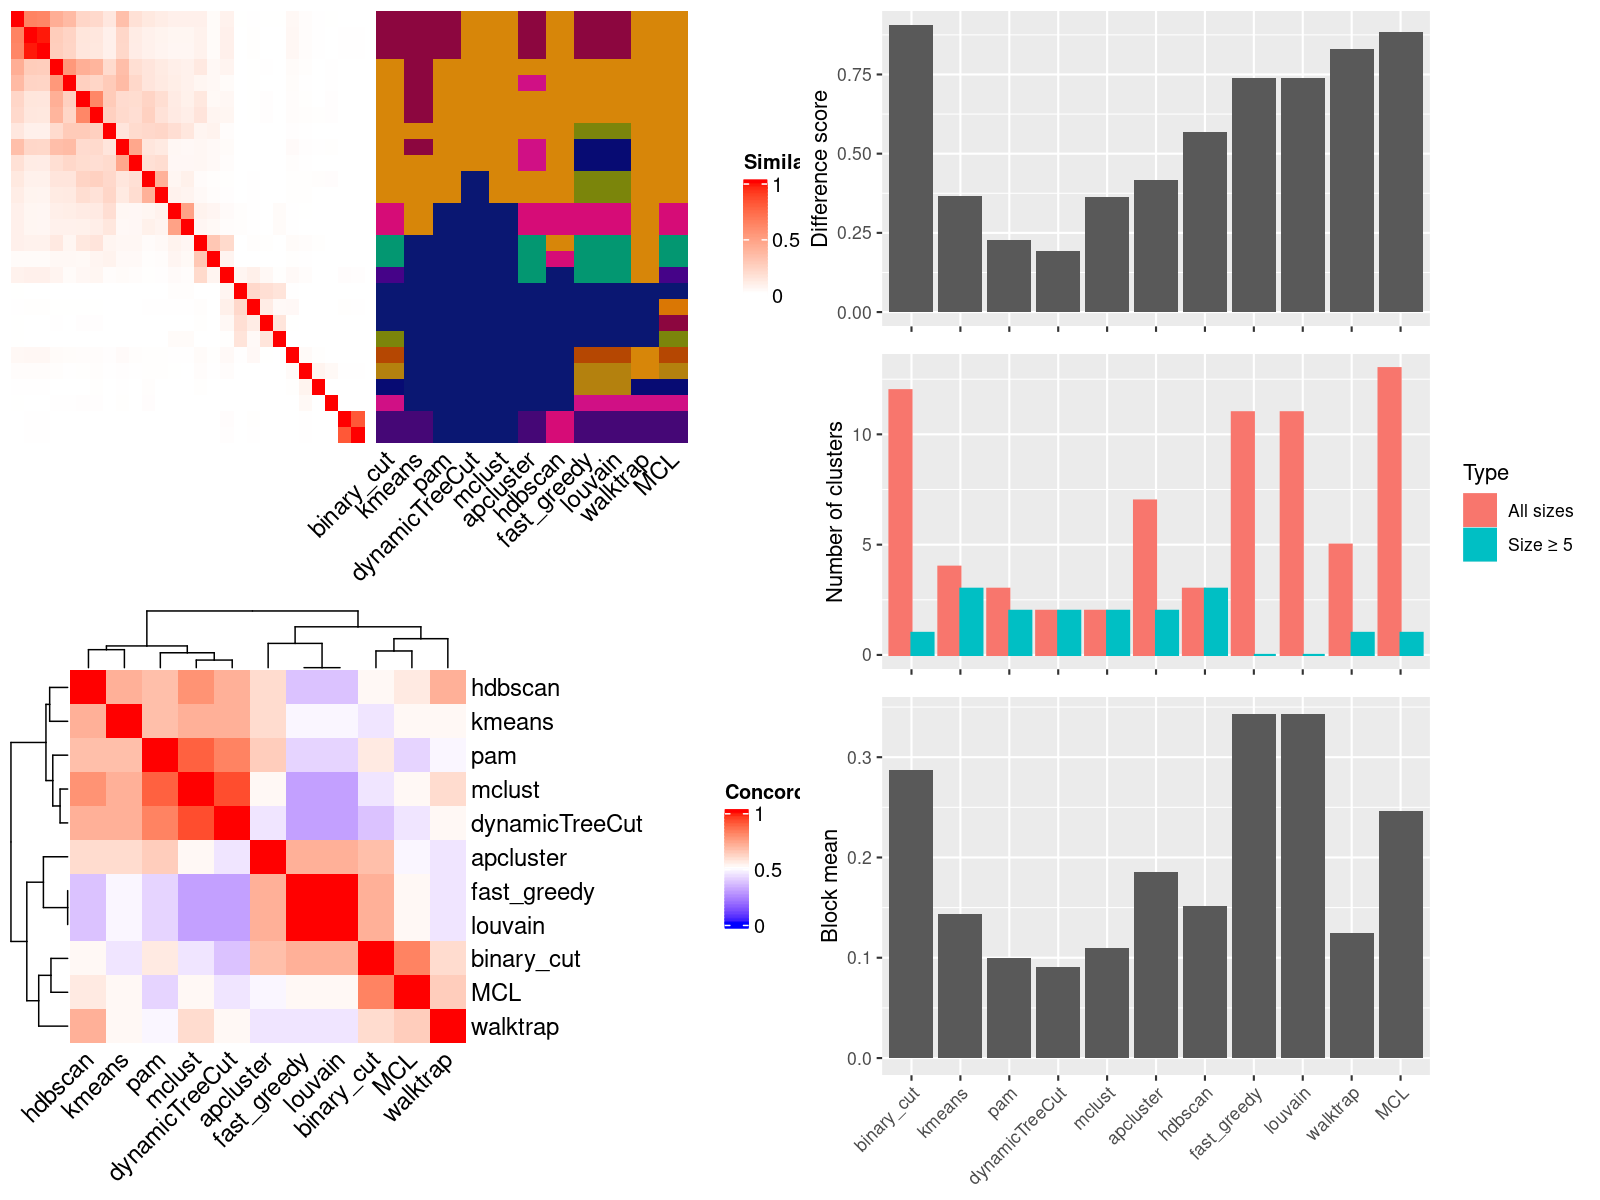 Simila
1
0.5
0
binary_cut
kmeans
pam
dynamicTreeCut
mclust
apcluster
hdbscan
fast_greedy
louvain
walktrap
MCL
Difference score
0.75
0.50
0.25
0.00
Number of clusters
10
5
0
Type
All sizes
Size ≥ 5
hdbscan
kmeans
pam
mclust
dynamicTreeCut
apcluster
fast_greedy
louvain
binary_cut
MCL
walktrap
hdbscan
kmeans
pam
mclust
dynamicTreeCut
apcluster
fast_greedy
louvain
binary_cut
MCL
walktrap
Concord
1
0.5
0
Block mean
0.3
0.2
0.1
0.0
binary_cut
kmeans
pam
dynamicTreeCut
mclust
apcluster
hdbscan
fast_greedy
louvain
walktrap
MCL